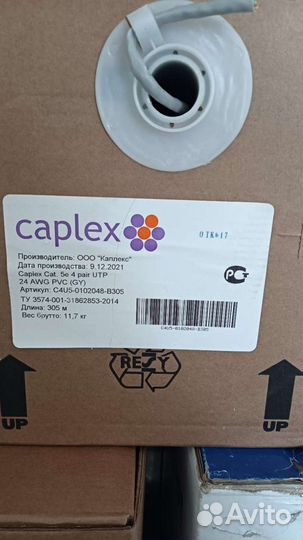 caplex
ОТК№17
Производитель: ООО "Каплекс"
Дата производства: 9.12.2021
Caplex Cat. 5e 4 pair UTP
24 AWG PVC (GY)
Артикул: C4U5-0102048-B305
ТУ 3574-001-31862853-2014
Длина: 305 м
Вес брутто: 11,7 кг
C4U5-0102048-B305
UP
UP
Avito